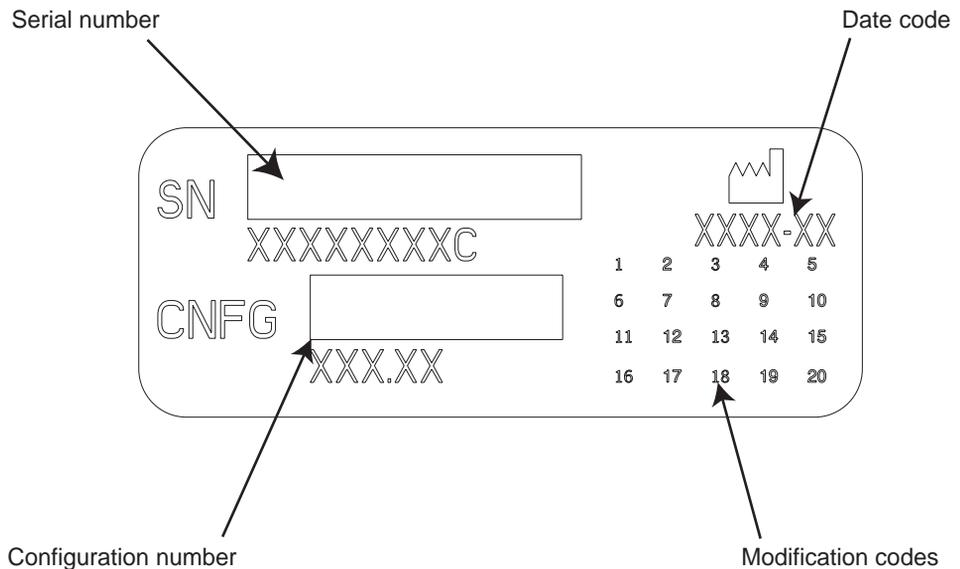 Serial number
Date code
SN
XXXXXXXXC
XXXX-XX
1 2 3 4 5
6 7 8 9 10
CNFG
11 12 13 14 15
XXX.XX
16 17 18 19 20
Configuration number
Modification codes